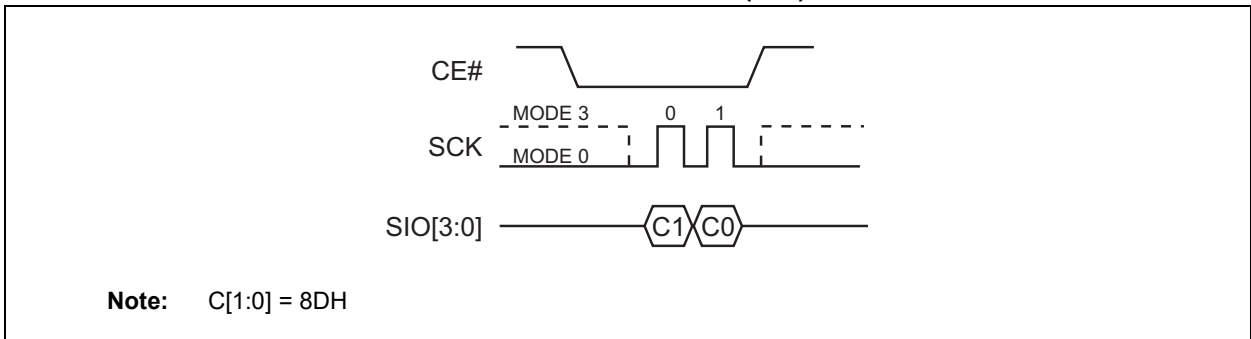 CE#
MODE 3 0 1
SCK
MODE 0
SIO[3:0] C1 C0
Note: C[1:0] = 8DH